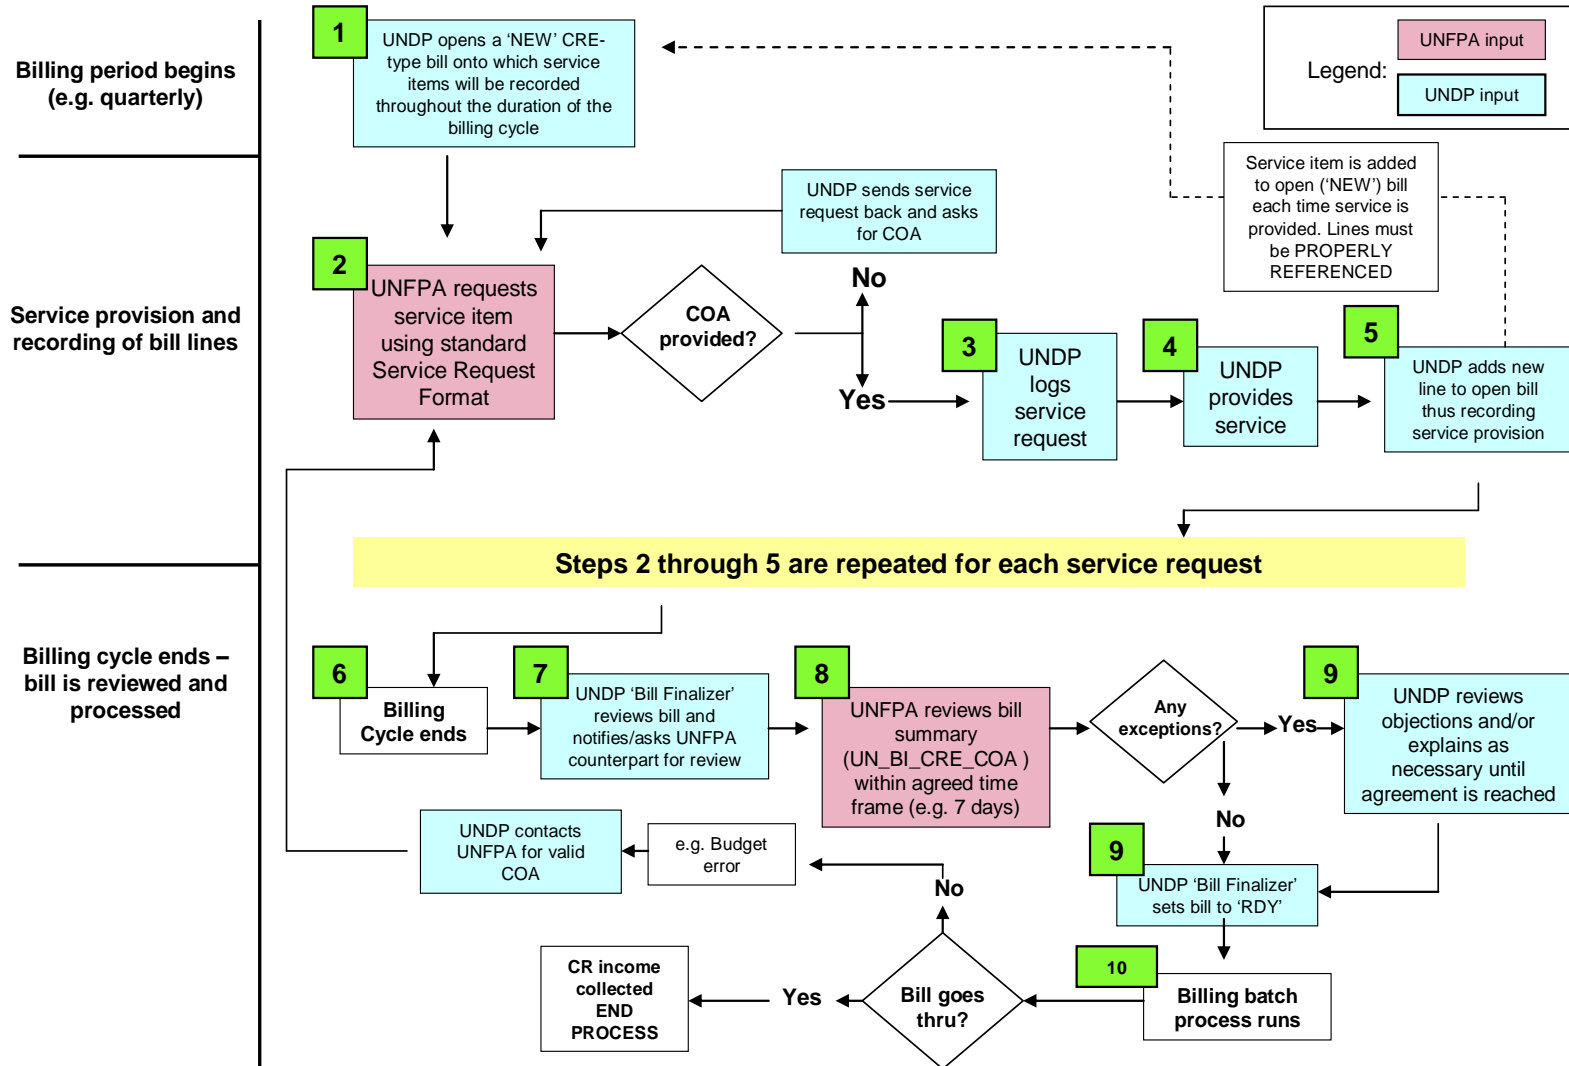 Billing period begins
(e.g. quarterly)
1
UNDP opens a ‘NEW’ CRE-
type bill onto which service
items will be recorded
throughout the duration of the
billing cycle
Legend:
UNFPA input
UNDP input
Service provision and
recording of bill lines
UNDP sends service
request back and asks
for COA
Service item is added
to open (‘NEW’) bill
each time service is
provided. Lines must
be PROPERLY
REFERENCED
2
UNFPA requests
service item
using standard
Service Request
Format
COA
provided?
No
Yes
3
UNDP
logs
service
request
4
UNDP
provides
service
5
UNDP adds new
line to open bill
thus recording
service provision
Steps 2 through 5 are repeated for each service request
Billing cycle ends –
bill is reviewed and
processed
6
Billing
Cycle ends
7
UNDP ‘Bill Finalizer’
reviews bill and
notifies/asks UNFPA
counterpart for review
8
UNFPA reviews bill
summary
(UN_BI_CRE_COA )
within agreed time
frame (e.g. 7 days)
Any
exceptions?
Yes
9
UNDP reviews
objections and/or
explains as
necessary until
agreement is reached
No
9
UNDP ‘Bill Finalizer’
sets bill to ‘RDY’
UNDP contacts
UNFPA for valid
COA
e.g. Budget
error
No
10
Billing batch
process runs
Bill goes
thru?
Yes
CR income
collected
END
PROCESS